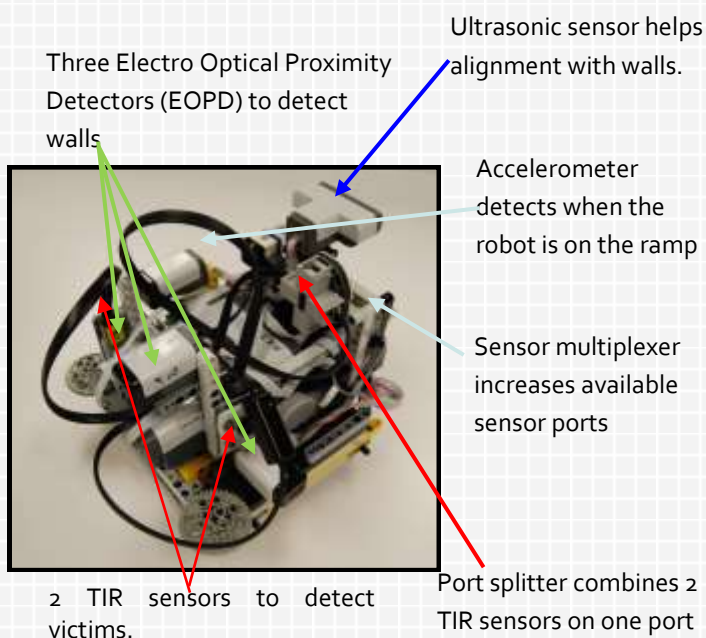 Ultrasonic sensor helps
alignment with walls.
Three Electro Optical Proximity
Detectors (EOPD) to detect
walls
Accelerometer
detects when the
robot is on the ramp
Sensor multiplexer
increases available
sensor ports
Port splitter combines 2
TIR sensors on one port
2 TIR sensors to detect
victims.